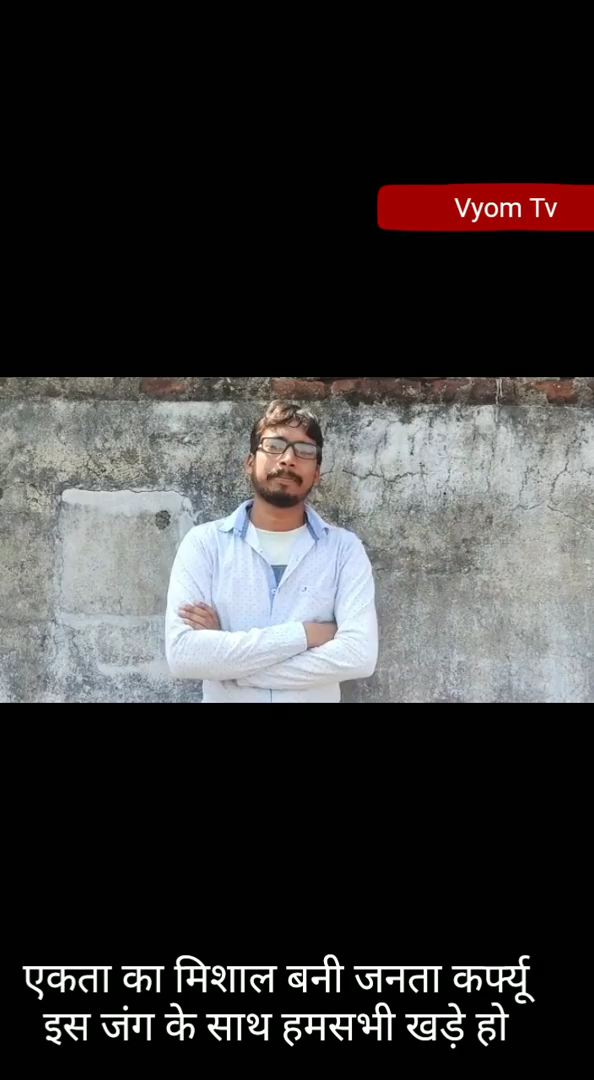 Vyom Tv
एकता का मिशाल बनी जनता कर्फ्यू
इस जंग के साथ हमसभी खड़े हो